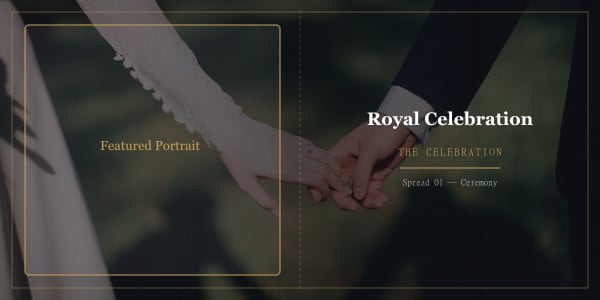 Featured Portrait
Royal Celebration
THE CELEBRATION
Spread 01 — Ceremony